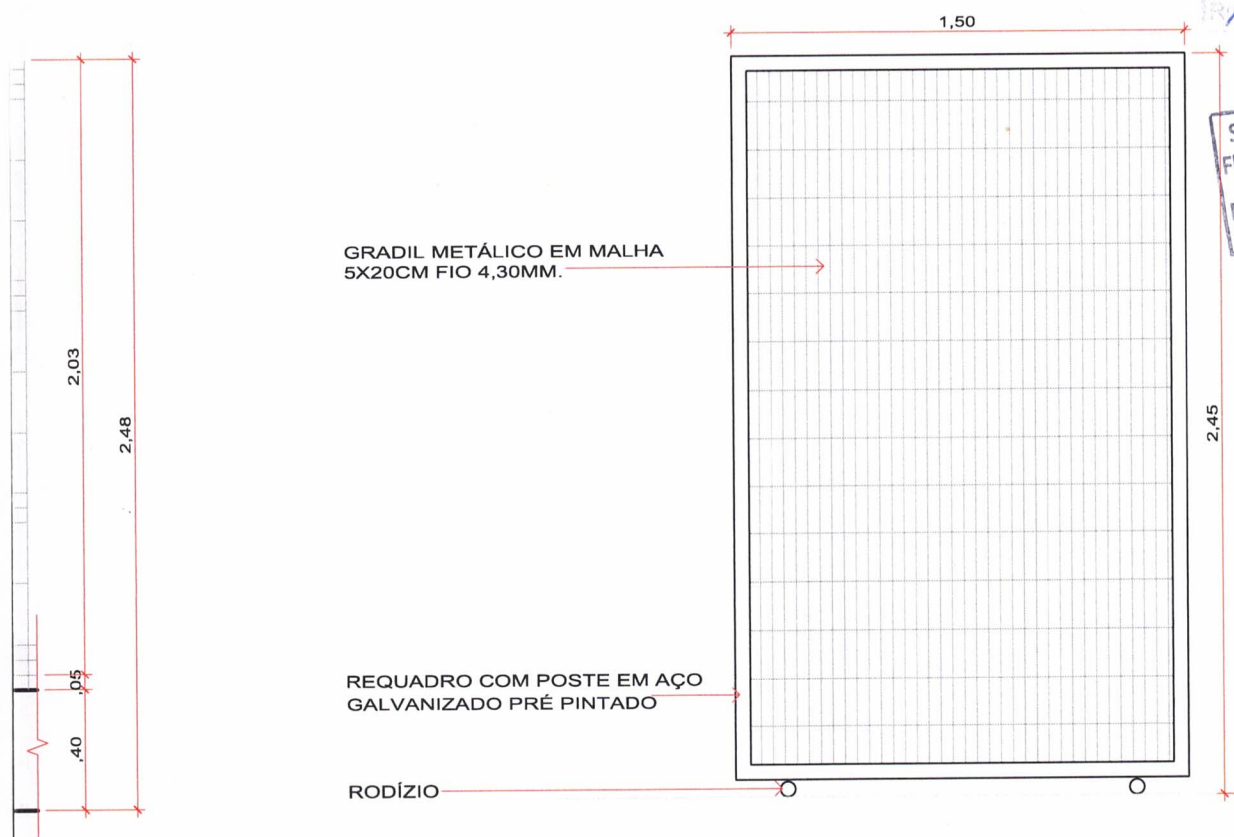 1,50
GRADIL METÁLICO EM MALHA
5X20CM FIO 4,30MM.
2,03
2,48
2,45
REQUADRO COM POSTE EM AÇO
GALVANIZADO PRÉ PINTADO
,05
,40
RODÍZIO